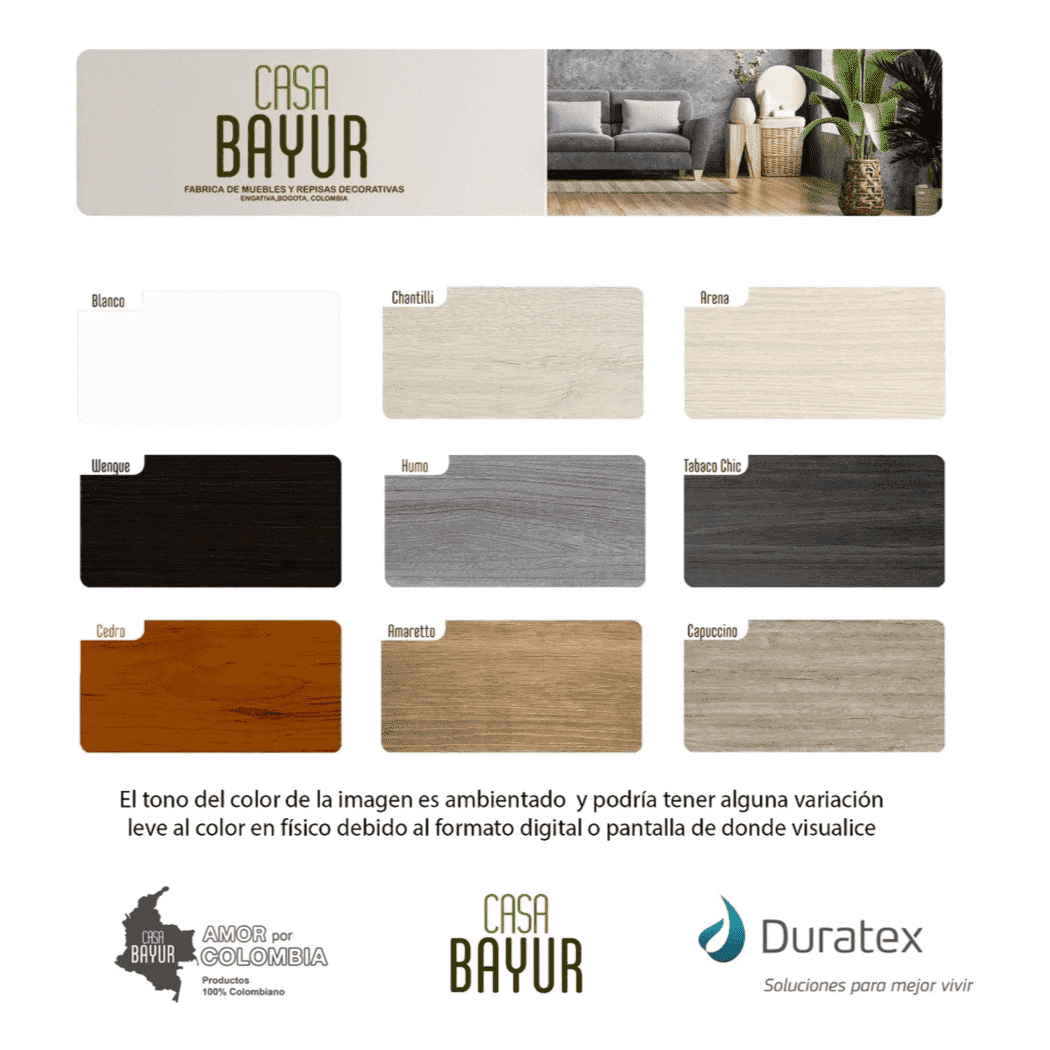 CASA
BAYUR
FABRICA DE MUEBLES Y REPISAS DECORATIVAS
ENGATIVA,BOGOTA, COLOMBIA
Blanco
Chantilli
Arena
Wengue
Humo
Tabaco Chic
Cedro
Amaretto
Capuccino
El tono del color de la imagen es ambientado y podría tener alguna variación
leve al color en físico debido al formato digital o pantalla de donde visualice
CASA
BAYUR
AMOR por
COLOMBIA
Productos
100% Colombiano
CASA
BAYUR
Duratex
Soluciones para mejor vivir